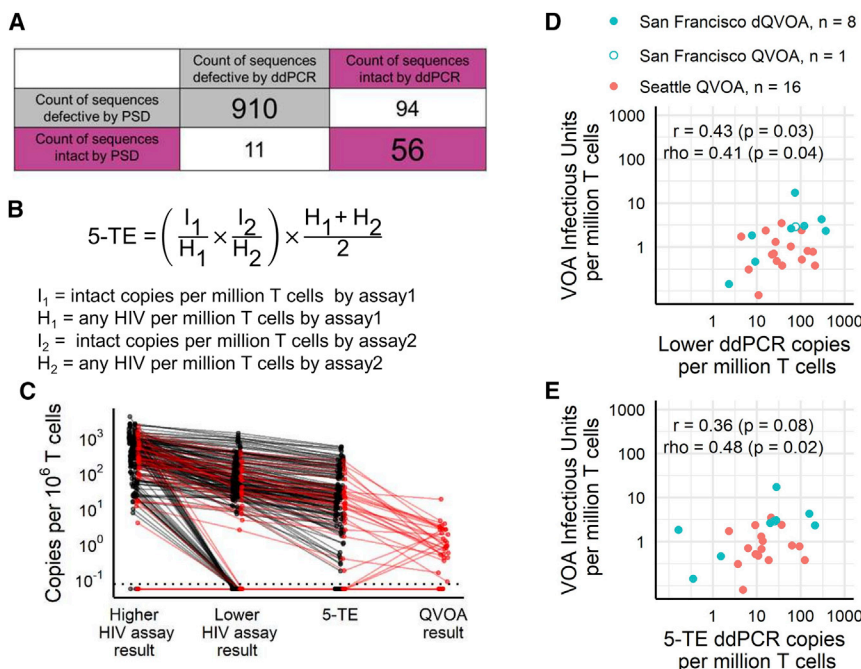 A
Count of sequences
defective by ddPCR
Count of sequences
intact by ddPCR
Count of sequences
defective by PSD
910
94
Count of sequences
intact by PSD
11
56
B
5-TE = ( I1/H1 × I2/H2 ) × H1 + H2/2
I1 = intact copies per million T cells by assay1
H1 = any HIV per million T cells by assay1
I2 = intact copies per million T cells by assay2
H2 = any HIV per million T cells by assay2
C
Copies per 10^6 T cells
10^3
10^2
10^1
10^0
10^-1
Higher
HIV assay
result
Lower
HIV assay
result
5-TE
QVOA
result
D
San Francisco dQVOA, n = 8
San Francisco QVOA, n = 1
Seattle QVOA, n = 16
VOA Infectious Units
per million T cells
1000
100
10
1
r = 0.43 (p = 0.03)
rho = 0.41 (p = 0.04)
1 10 100 1000
Lower ddPCR copies
per million T cells
E
VOA Infectious Units
per million T cells
1000
100
10
1
r = 0.36 (p = 0.08)
rho = 0.48 (p = 0.02)
1 10 100 1000
5-TE ddPCR copies
per million T cells